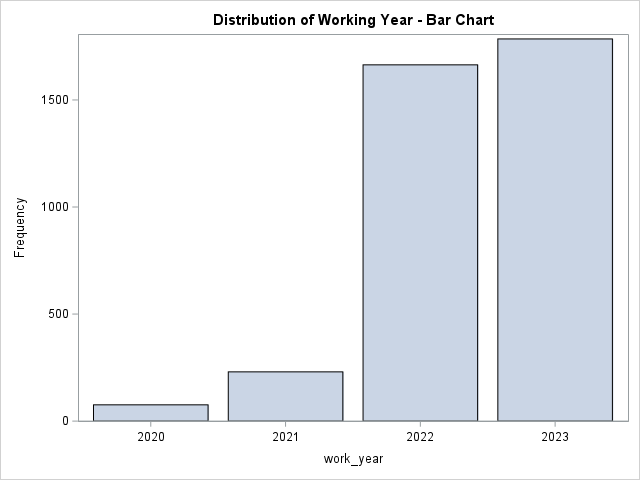 Distribution of Working Year - Bar Chart
1500
1000
500
0
Frequency
2020 2021 2022 2023
work_year